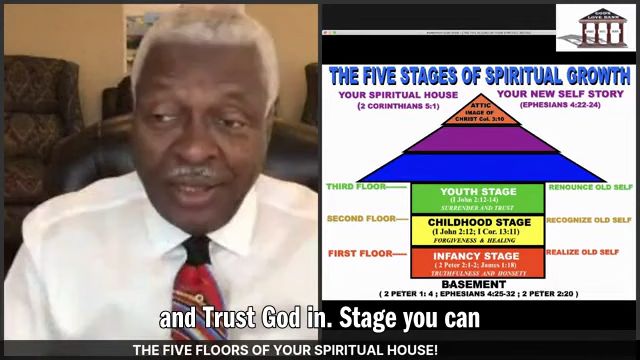 GOD'S
LOVE BANK
THE FIVE STAGES OF SPIRITUAL GROWTH
YOUR SPIRITUAL HOUSE
(2 CORINTHIANS 5:1)
YOUR NEW SELF STORY
(EPHESIANS 4:22-24)
ATTIC
IMAGE OF
CHRIST Col. 3:10
THIRD FLOOR
YOUTH STAGE
(I John 2:12-14)
SURRENDER AND TRUST
RENOUNCE OLD SELF
SECOND FLOOR
CHILDHOOD STAGE
(I John 2:12; I Cor. 13:11)
FORGIVENESS & HEALING
RECOGNIZE OLD SELF
FIRST FLOOR
INFANCY STAGE
( 2 Peter 2:1-2; James 1:18)
TRUTHFULNESS AND HONSETY
REALIZE OLD SELF
BASEMENT
( 2 PETER 1: 4 ; EPHESIANS 4:25-32 ; 2 PETER 2:20 )
and Trust God in. Stage you can
THE FIVE FLOORS OF YOUR SPIRITUAL HOUSE!